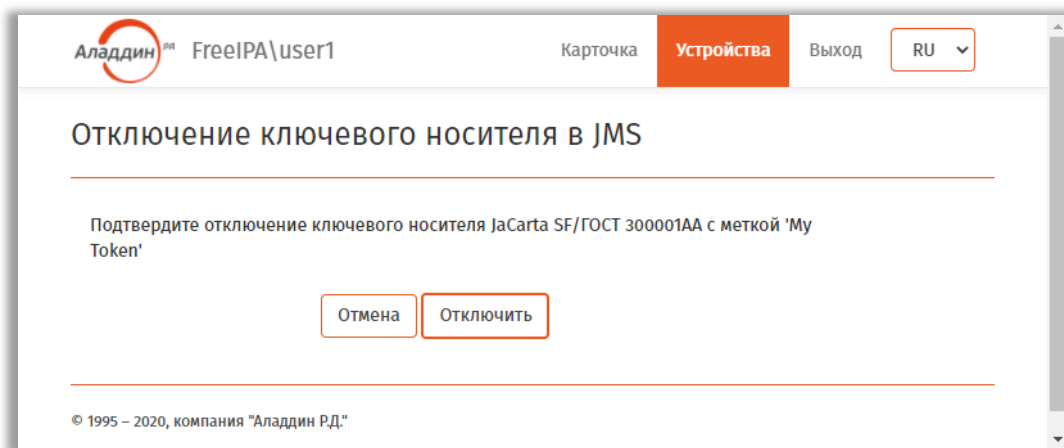 Аладдин РД FreeIPA\user1 Карточка Устройства Выход RU
Отключение ключевого носителя в JMS
Подтвердите отключение ключевого носителя JaCarta SF/ГОСТ 300001AA с меткой 'My
Token'
Отмена Отключить
© 1995 – 2020, компания "Аладдин Р.Д."